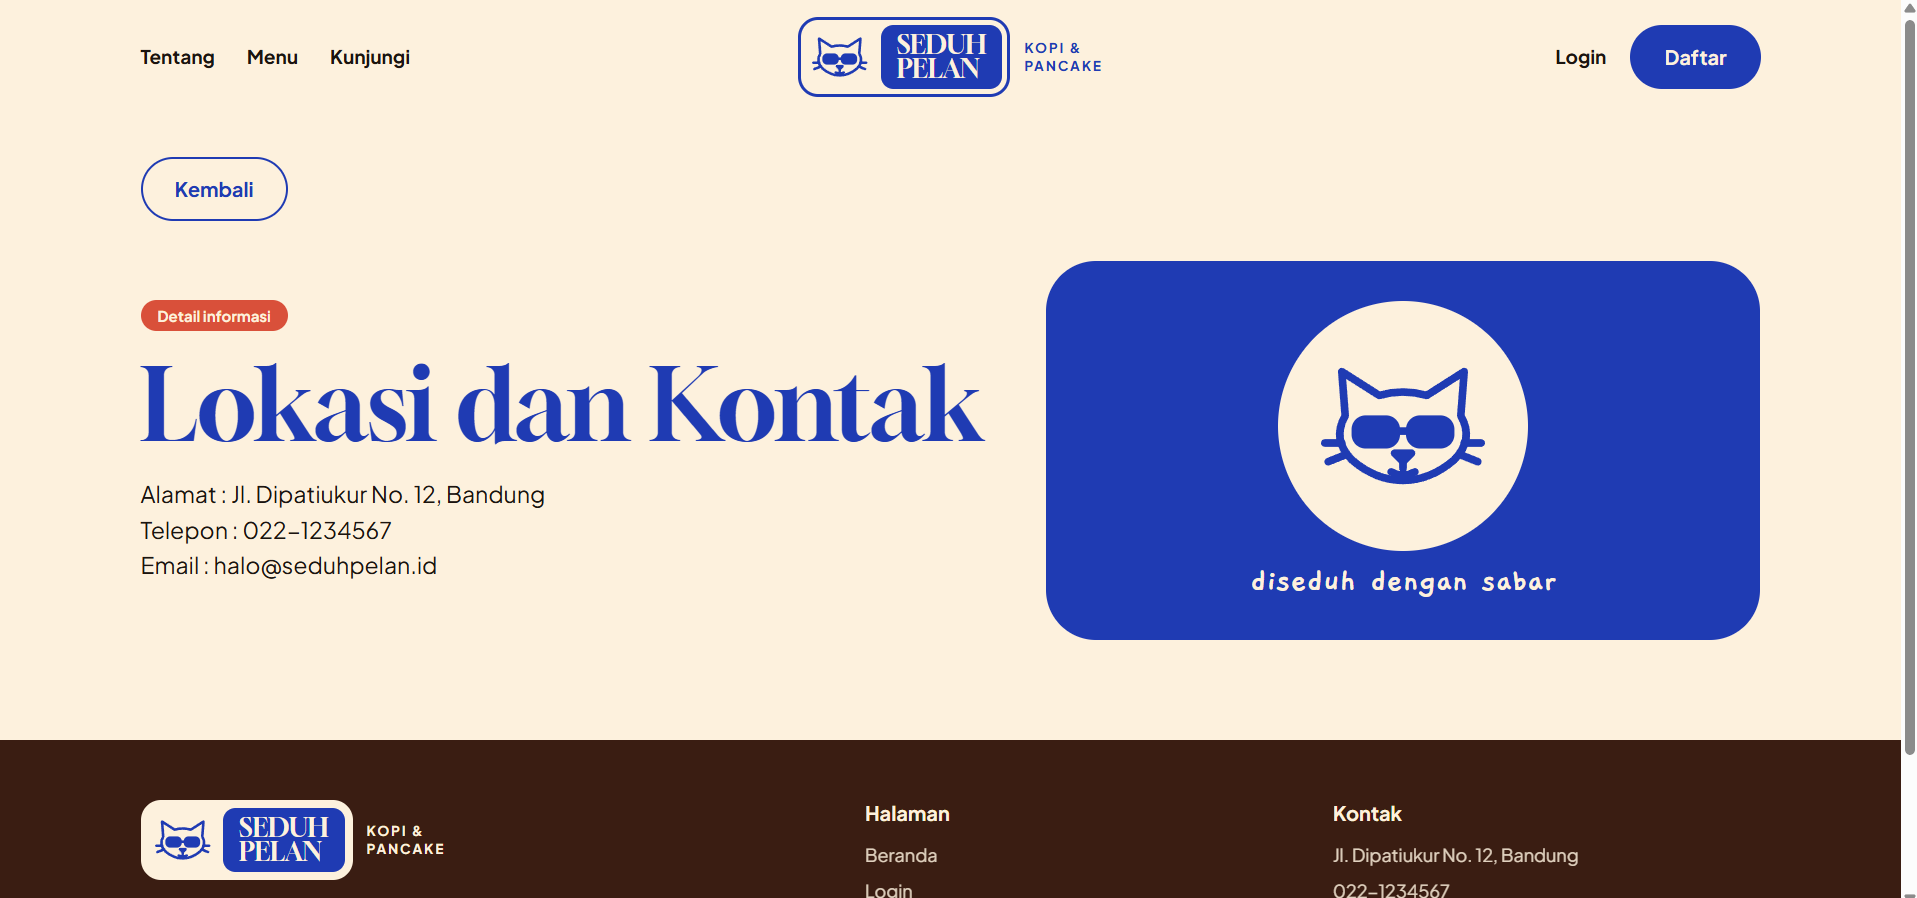 Tentang
Menu
Kunjungi
SEDUH
PELAN
KOPI &
PANCAKE
Login
Daftar
Kembali
Detail informasi
Lokasi dan Kontak
Alamat : Jl. Dipatiukur No. 12, Bandung
Telepon : 022-1234567
Email : halo@seduhpelan.id
diseduh dengan sabar
SEDUH
PELAN
KOPI &
PANCAKE
Halaman
Beranda
Login
Kontak
Jl. Dipatiukur No. 12, Bandung
022-1234567